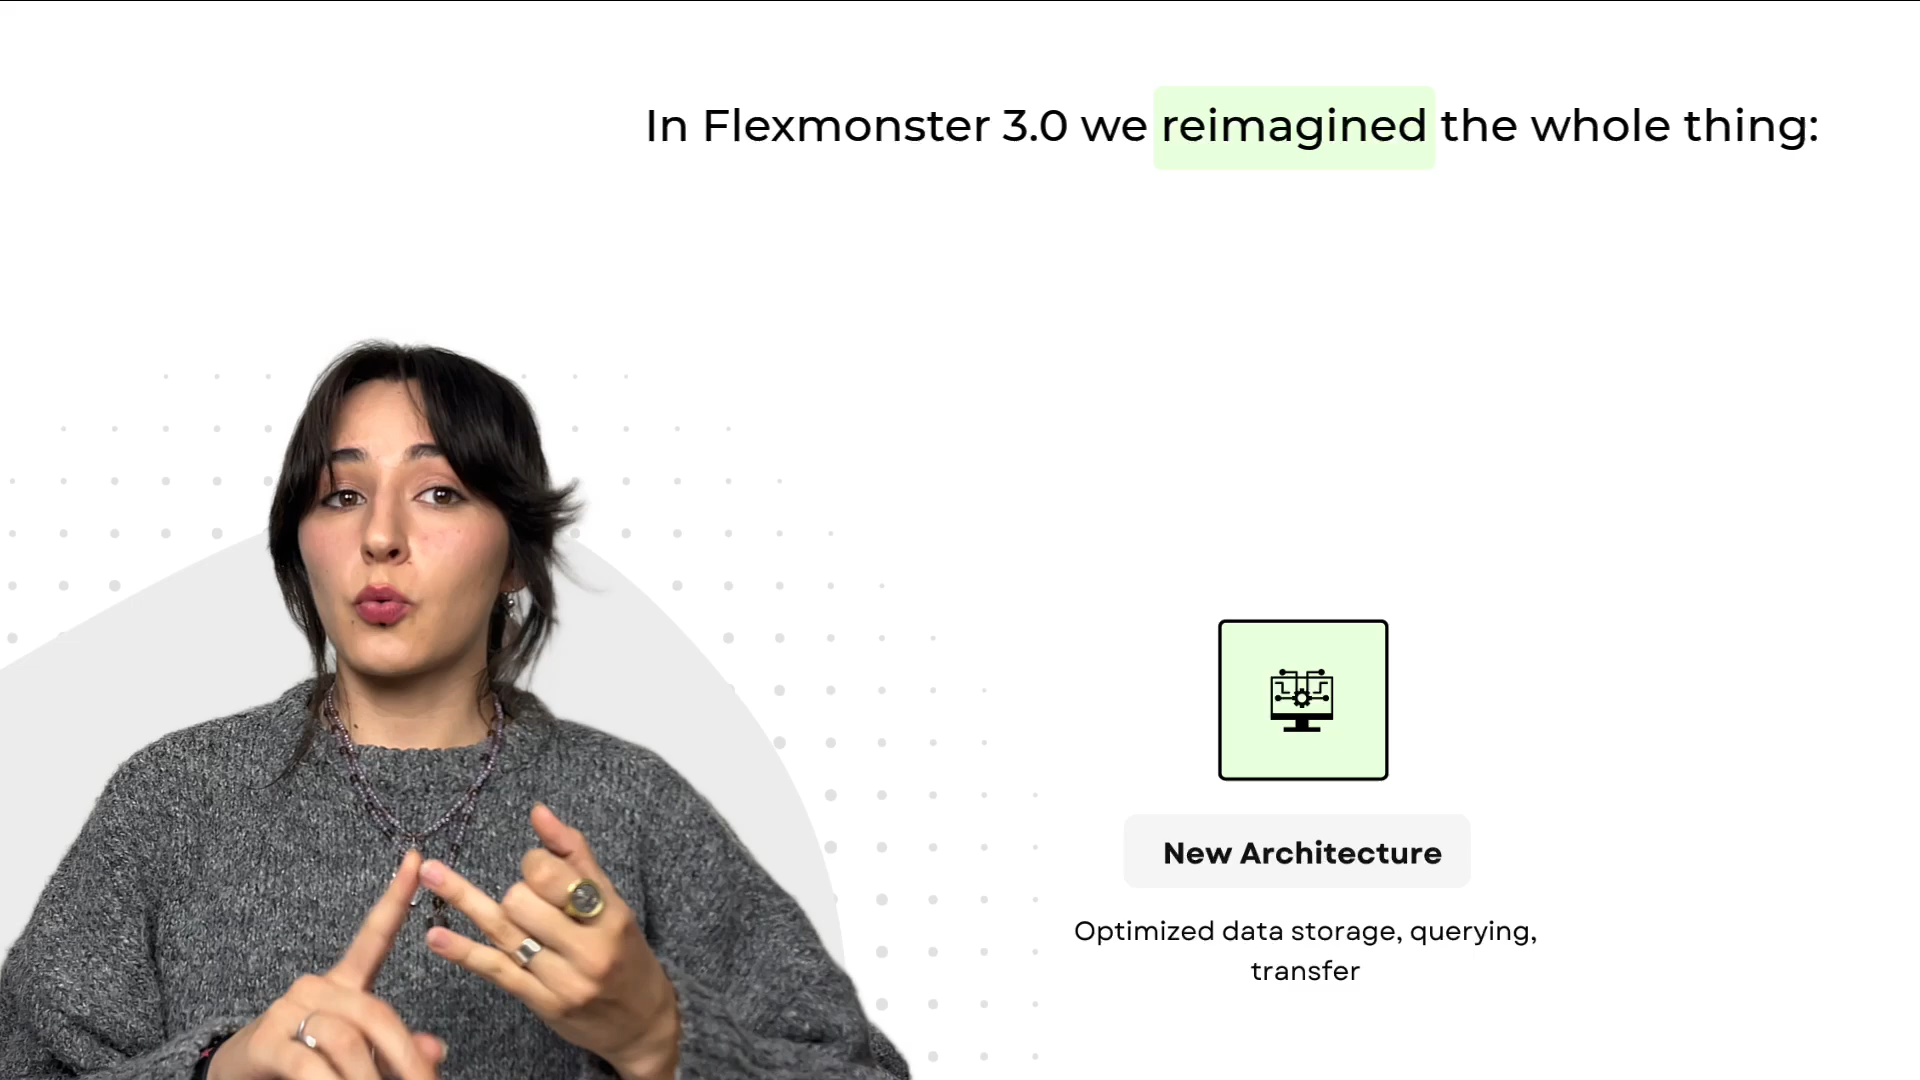 In Flexmonster 3.0 we reimagined the whole thing:
New Architecture
Optimized data storage, querying,
transfer